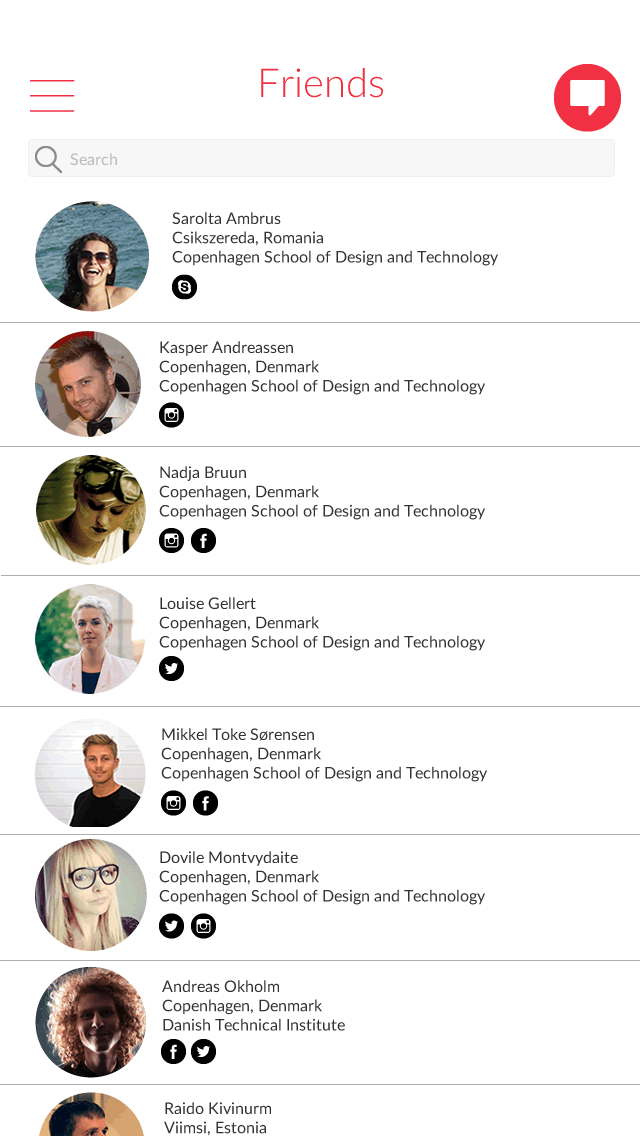 Friends
Search
Sarolta Ambrus
Csikszereda, Romania
Copenhagen School of Design and Technology
Kasper Andreassen
Copenhagen, Denmark
Copenhagen School of Design and Technology
Nadja Bruun
Copenhagen, Denmark
Copenhagen School of Design and Technology
Louise Gellert
Copenhagen, Denmark
Copenhagen School of Design and Technology
Mikkel Toke Sørensen
Copenhagen, Denmark
Copenhagen School of Design and Technology
Dovile Montvydaite
Copenhagen, Denmark
Copenhagen School of Design and Technology
Andreas Okholm
Copenhagen, Denmark
Danish Technical Institute
Raido Kivinurm
Viimsi, Estonia